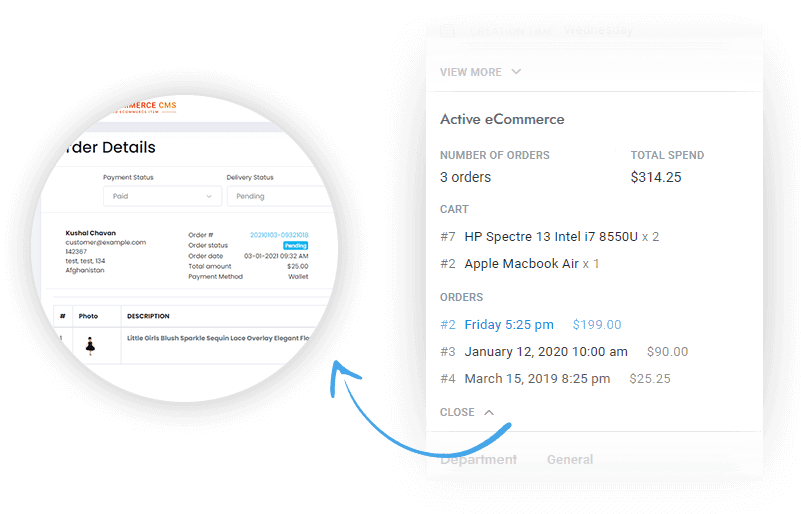 MMERCE CMS
ECOMMERCE ITEM
rder Details
Payment Status
Delivery Status
Paid
Pending
Kushal Chavan
customer@example.com
142367
test, test, 134
Afghanistan
Order # 20210103-09321018
Order status Pending
Order date 03-01-2021 09:32 AM
Total amount $25.00
Payment Method Wallet
# Photo DESCRIPTION
1 Little Girls Blush Sparkle Sequin Lace Overlay Elegant Flo
Wednesday
VIEW MORE
Active eCommerce
NUMBER OF ORDERS TOTAL SPEND
3 orders $314.25
CART
#7 HP Spectre 13 Intel i7 8550U x 2
#2 Apple Macbook Air x 1
ORDERS
#2 Friday 5:25 pm $199.00
#3 January 12, 2020 10:00 am $90.00
#4 March 15, 2019 8:25 pm $25.25
CLOSE
Department General